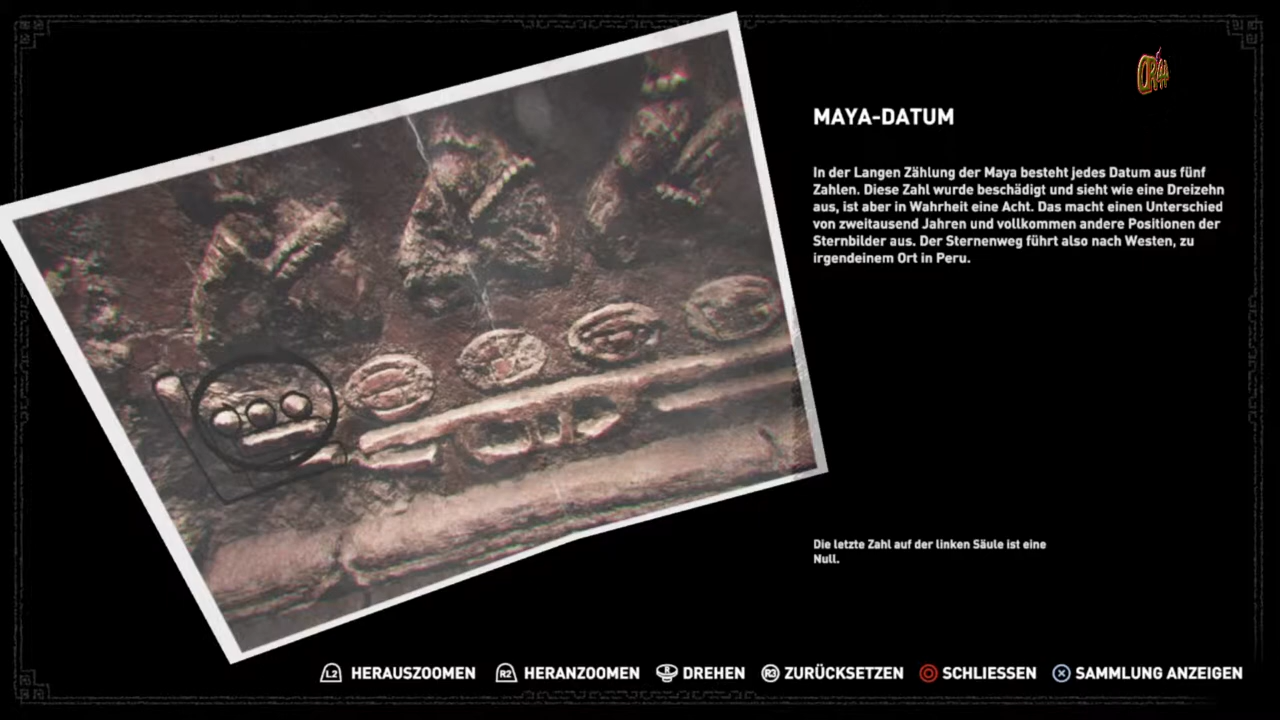 MAYA-DATUM
In der Langen Zählung der Maya besteht jedes Datum aus fünf
Zahlen. Diese Zahl wurde beschädigt und sieht wie eine Dreizehn
aus, ist aber in Wahrheit eine Acht. Das macht einen Unterschied
von zweitausend Jahren und vollkommen andere Positionen der
Sternbilder aus. Der Sternenweg führt also nach Westen, zu
irgendeinem Ort in Peru.
Die letzte Zahl auf der linken Säule ist eine
Null.
L2 HERAUSZOOMEN R2 HERANZOOMEN R DREHEN R3 ZURÜCKSETZEN SCHLIESSEN SAMMLUNG ANZEIGEN